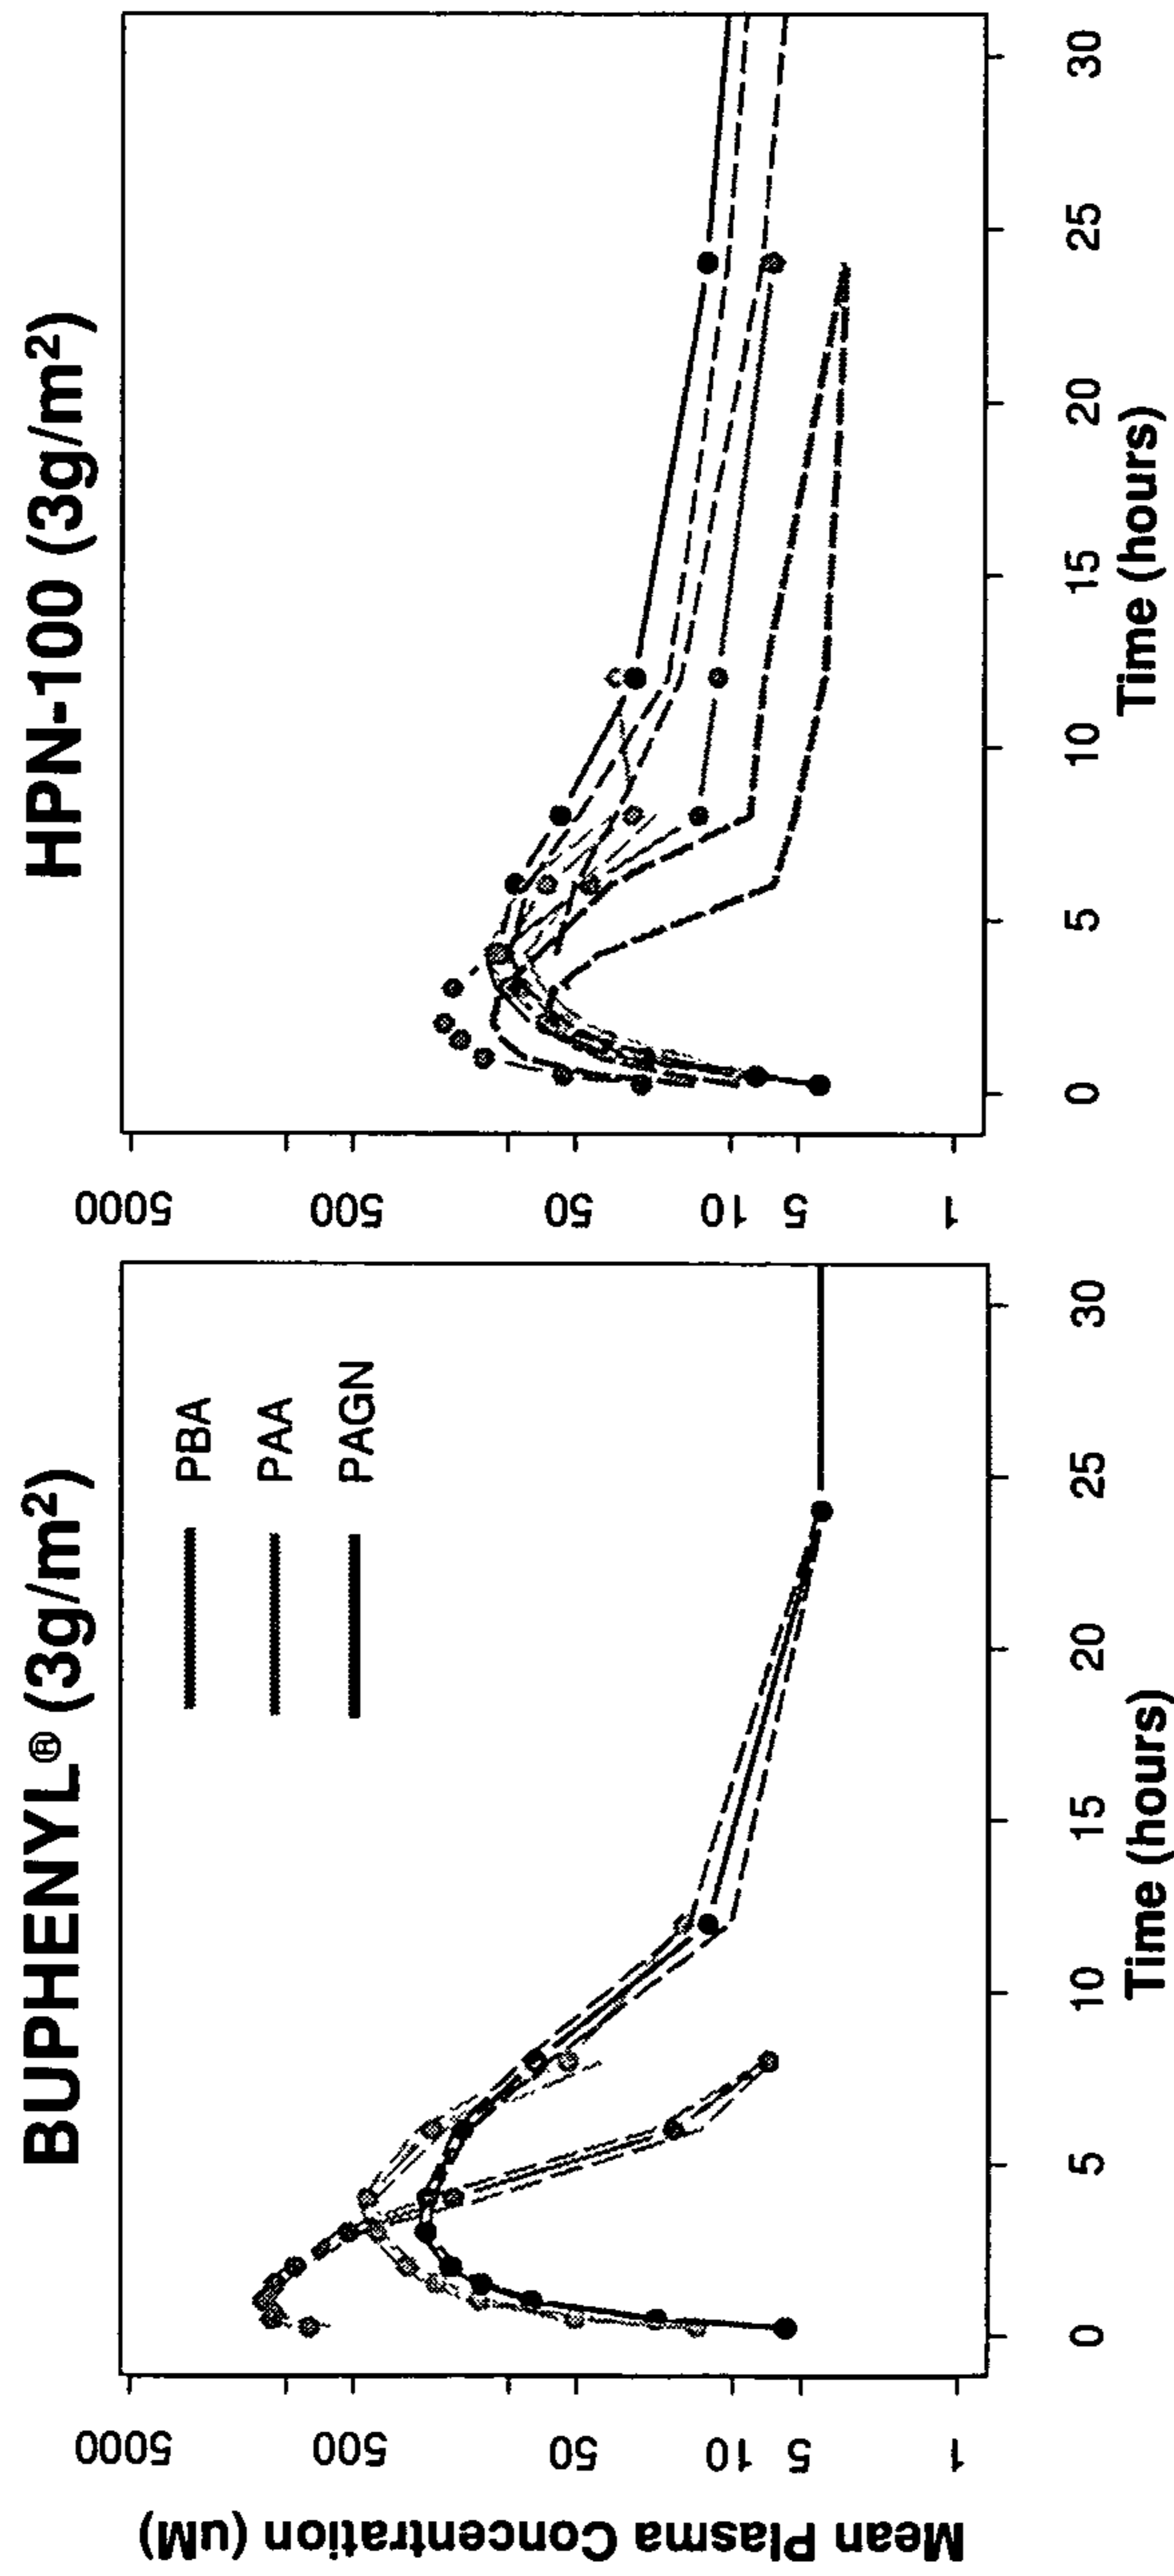 BUPHENYL® (3g/m²)
HPN-100 (3g/m²)
Mean Plasma Concentration (uM)
5000
500
50
10
5
1
PBA
PAA
PAGN
0 5 10 15 20 25 30
Time (hours)
5000
500
50
10
5
1
0 5 10 15 20 25 30
Time (hours)